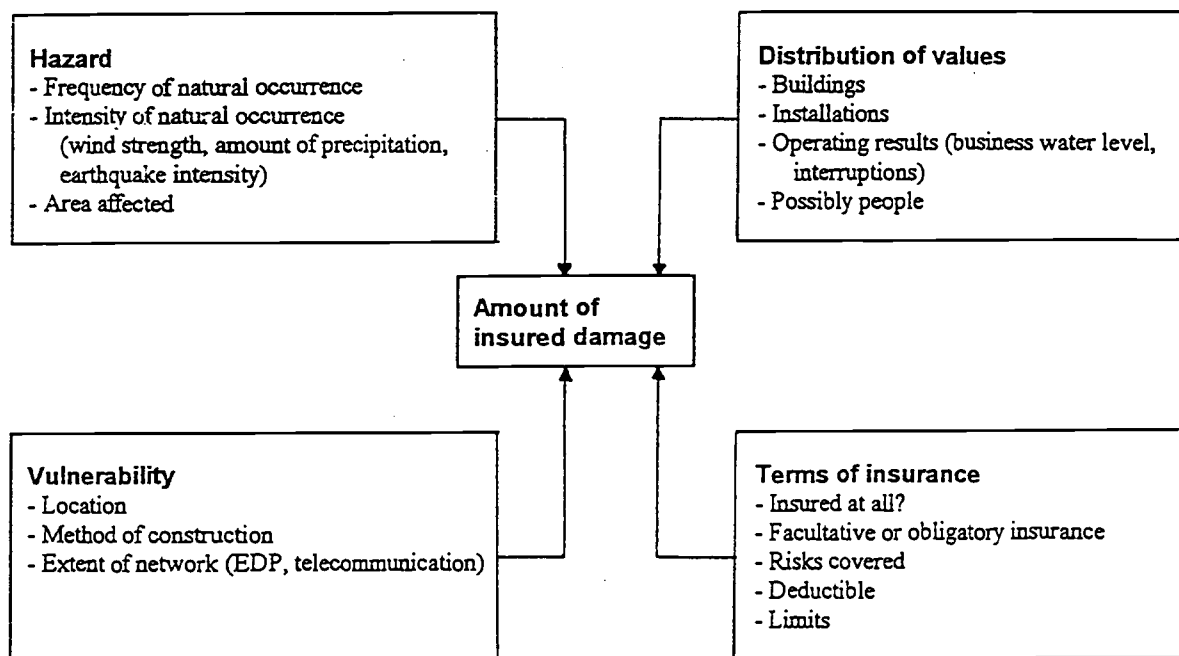 Hazard
- Frequency of natural occurrence
- Intensity of natural occurrence
(wind strength, amount of precipitation,
earthquake intensity)
- Area affected
Distribution of values
- Buildings
- Installations
- Operating results (business water level,
interruptions)
- Possibly people
Amount of
insured damage
Vulnerability
- Location
- Method of construction
- Extent of network (EDP, telecommunication)
Terms of insurance
- Insured at all?
- Facultative or obligatory insurance
- Risks covered
- Deductible
- Limits